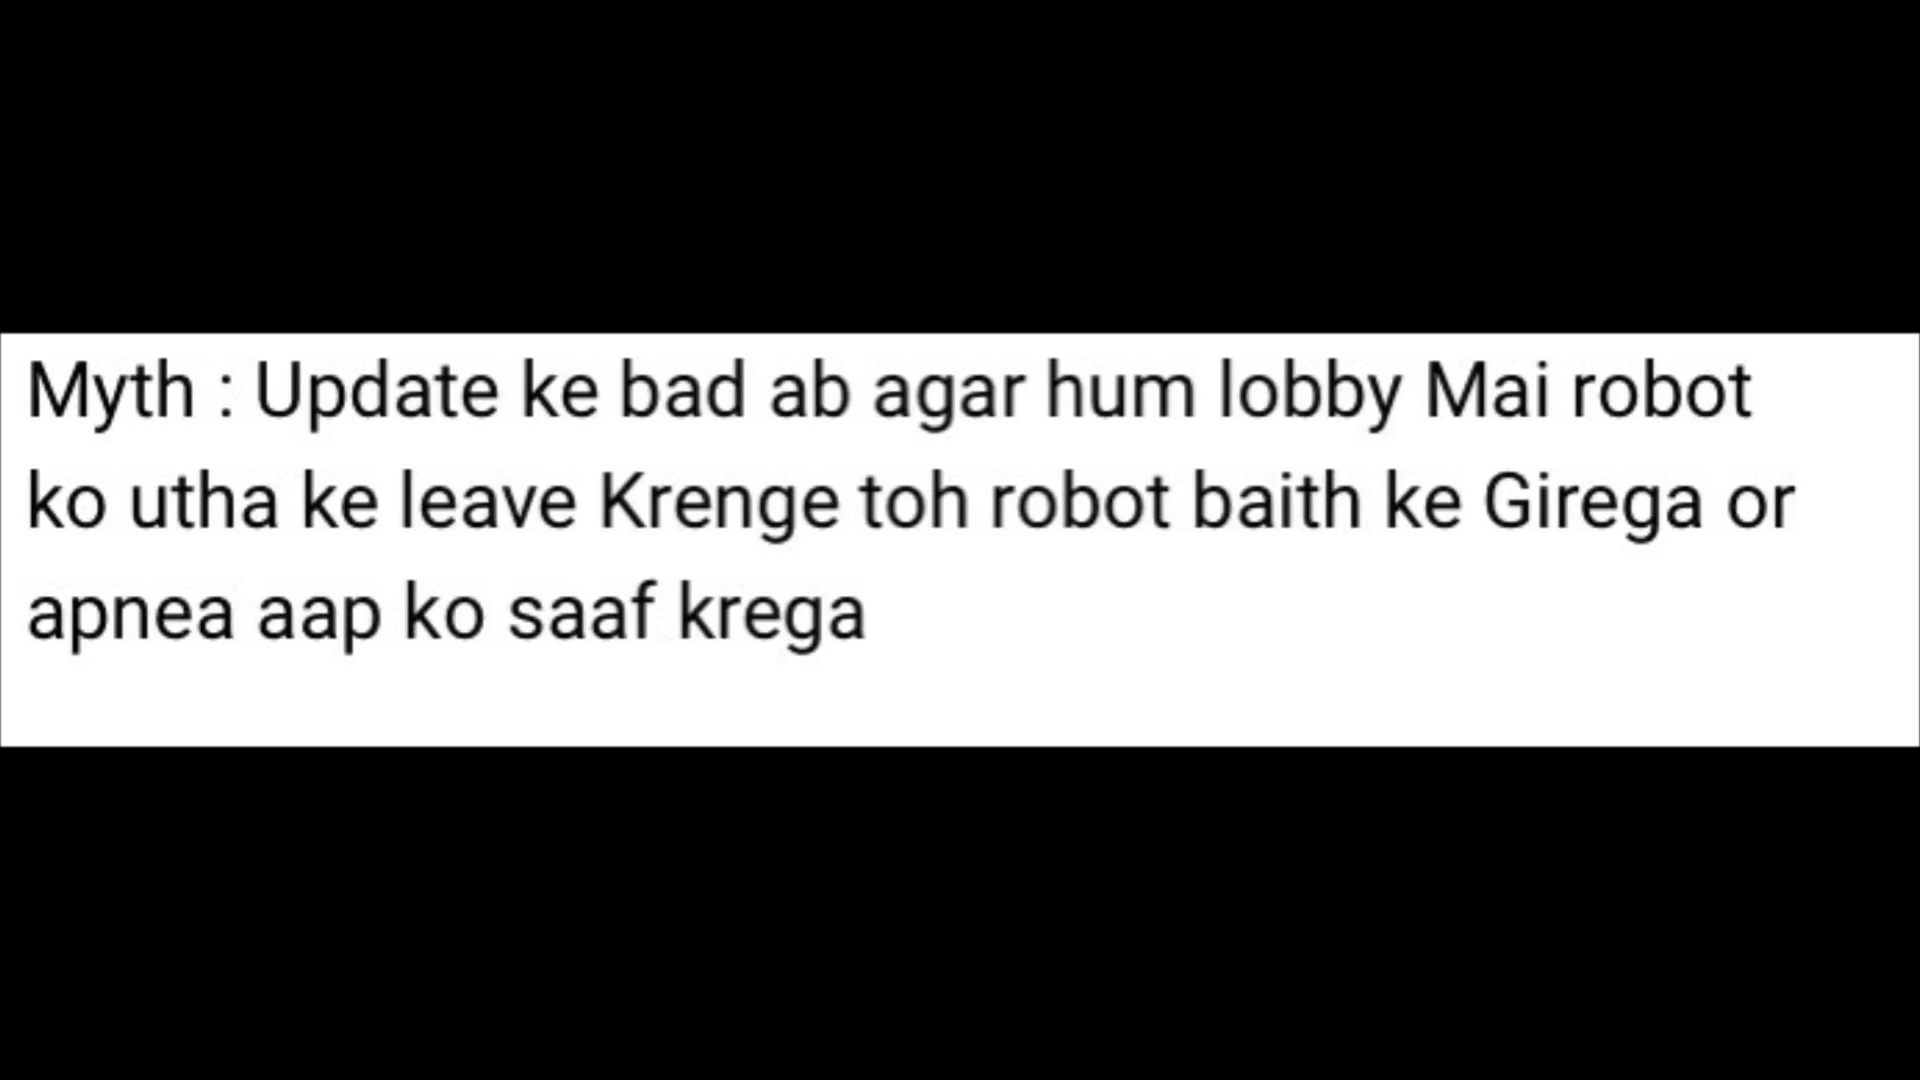 Myth : Update ke bad ab agar hum lobby Mai robot
ko utha ke leave Krenge toh robot baith ke Girega or
apnea aap ko saaf krega